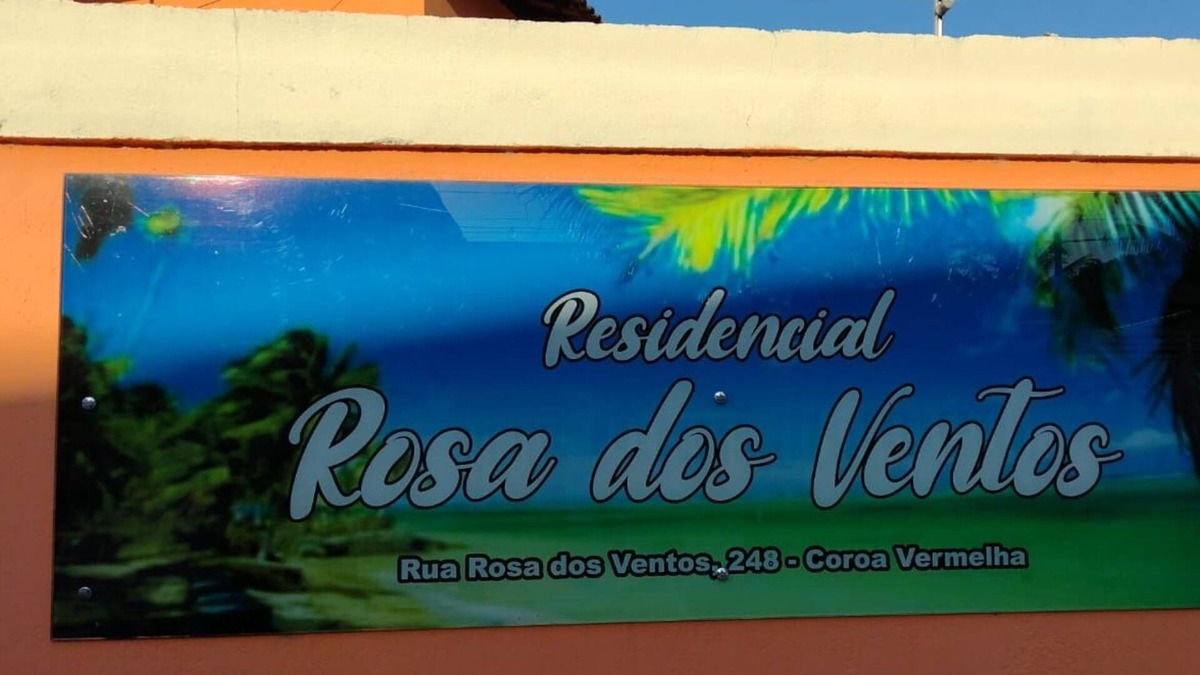 Residencial
Rosa dos Ventos
Rua Rosa dos Ventos, 248 - Coroa Vermelha